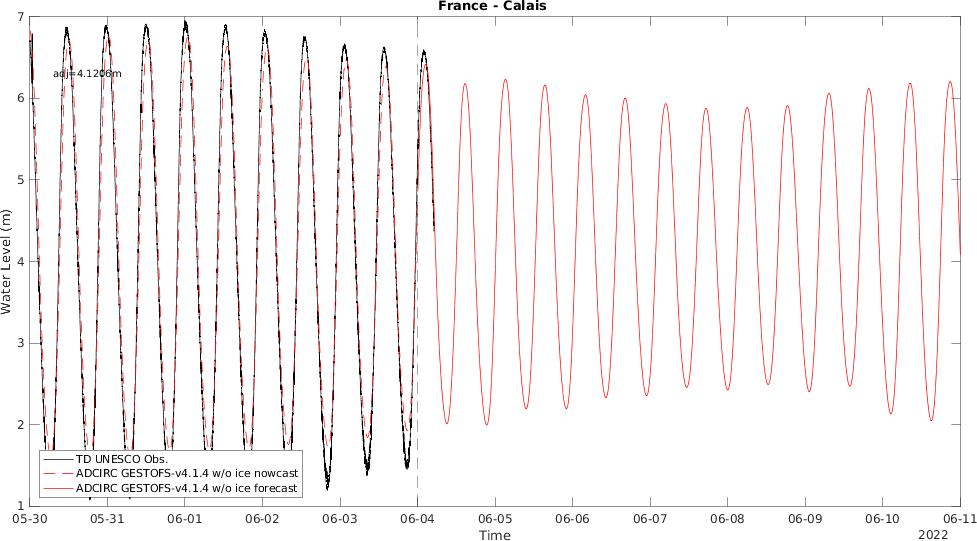 France - Calais
7
adj=4.1206m
6
5
Water Level (m)
4
3
2
TD UNESCO Obs.
ADCIRC GESTOFS-v4.1.4 w/o ice nowcast
ADCIRC GESTOFS-v4.1.4 w/o ice forecast
1
05-30 05-31 06-01 06-02 06-03 06-04 06-05 06-06 06-07 06-08 06-09 06-10 06-11
Time
2022